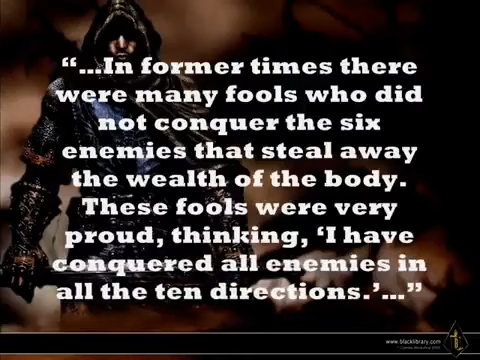 “...In former times there
were many fools who did
not conquer the six
enemies that steal away
the wealth of the body.
These fools were very
proud, thinking, ‘I have
conquered all enemies in
all the ten directions.’...”
www.blacklibrary.com